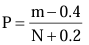 P = (m − 0.4) / (N + 0.2)